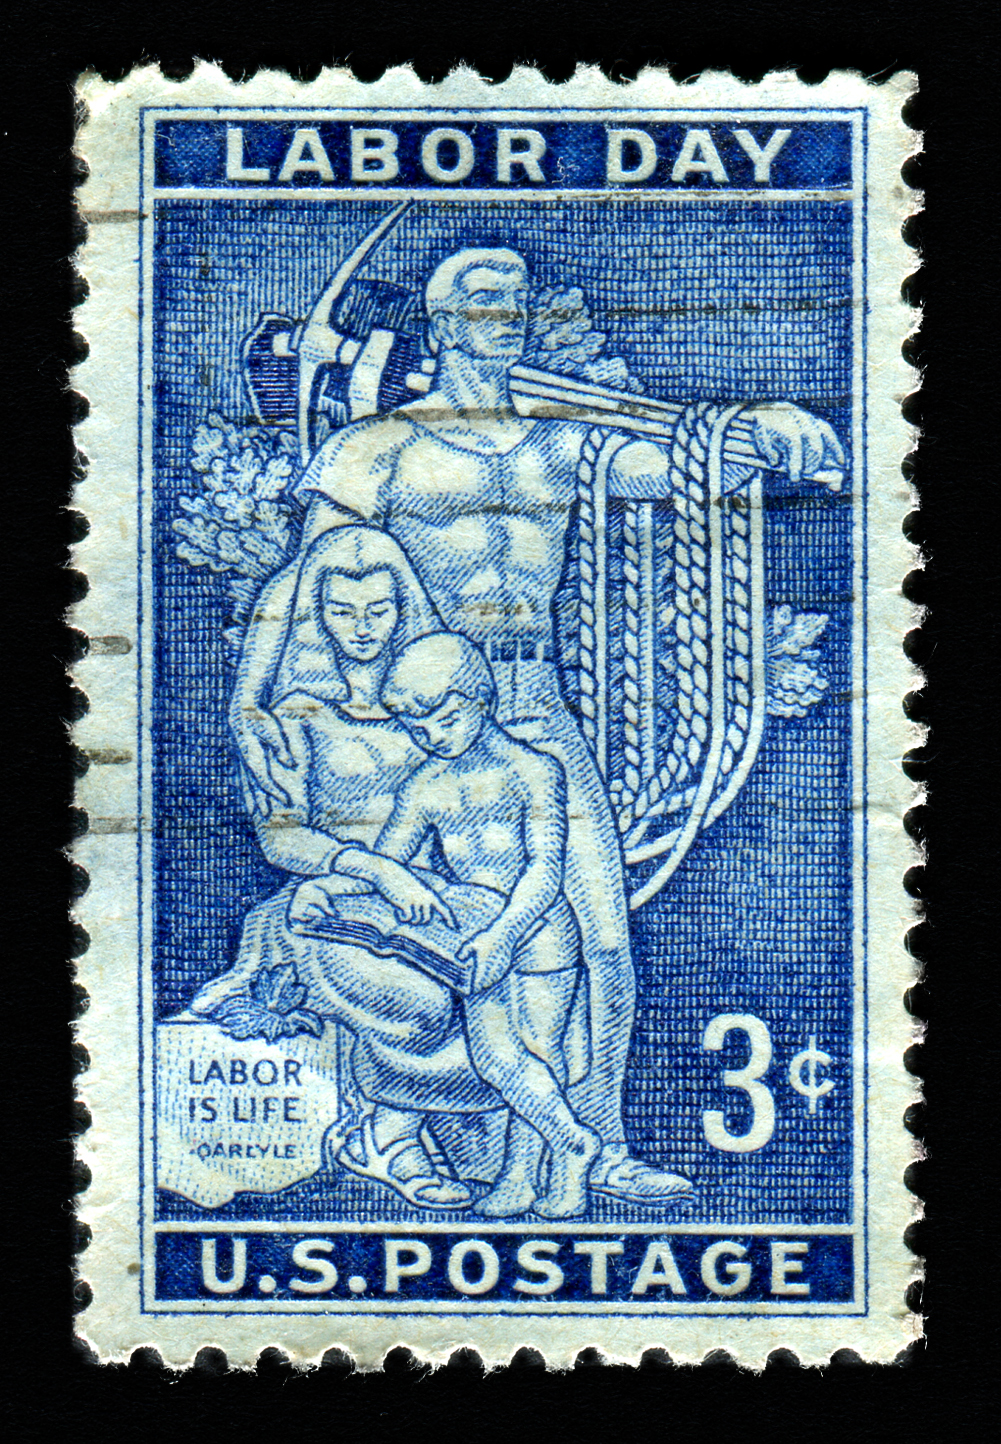 LABOR DAY
LABOR
IS LIFE
-CARLYLE
3¢
U.S. POSTAGE